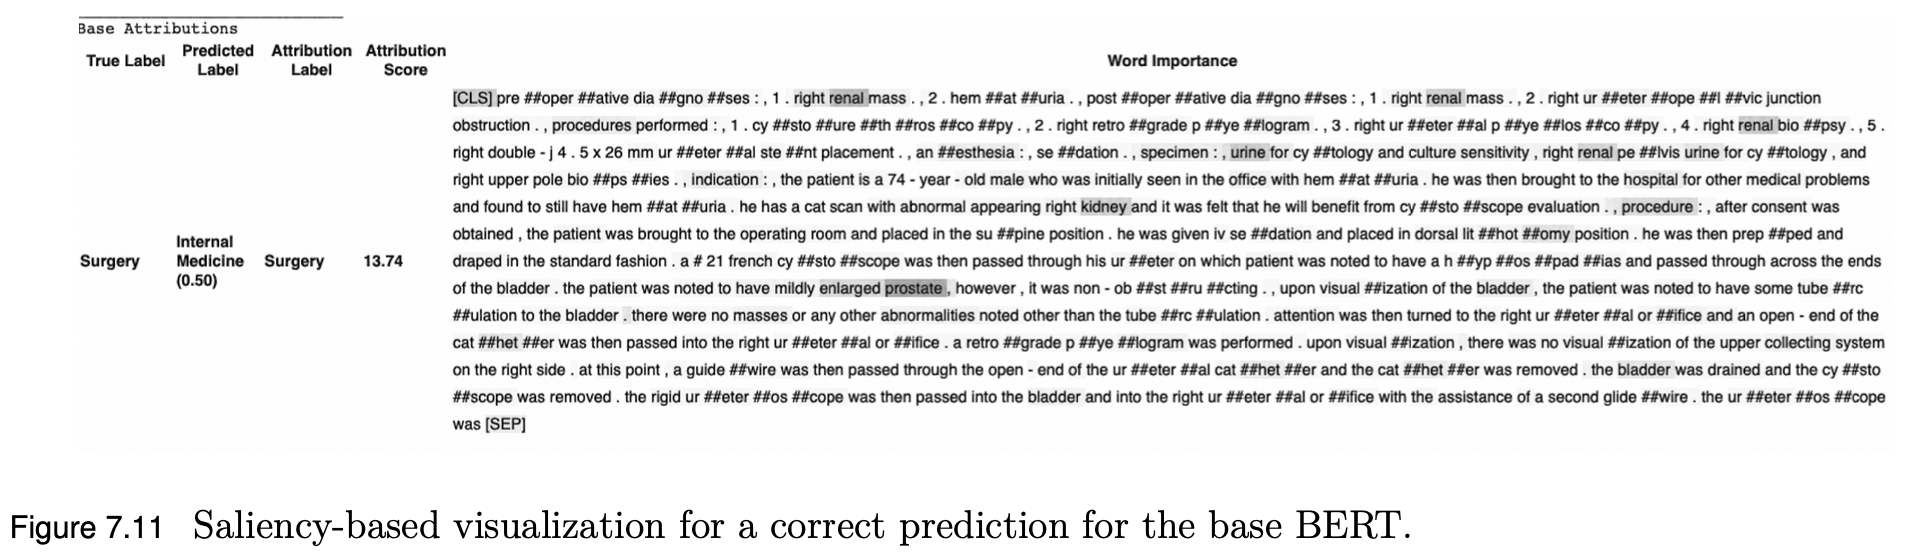 Base Attributions
True Label Predicted Label Attribution Label Attribution Score Word Importance
[CLS] pre ##oper ##ative dia ##gno ##ses : , 1 . right renal mass . , 2 . hem ##at ##uria . , post ##oper ##ative dia ##gno ##ses : , 1 . right renal mass . , 2 . right ur ##eter ##ope ##l ##vic junction
obstruction . , procedures performed : , 1 . cy ##sto ##ure ##th ##ros ##co ##py . , 2 . right retro ##grade p ##ye ##logram . , 3 . right ur ##eter ##al p ##ye ##los ##co ##py . , 4 . right renal bio ##psy . , 5 .
right double - j 4 . 5 x 26 mm ur ##eter ##al ste ##nt placement . , an ##esthesia : , se ##dation . , specimen : , urine for cy ##tology and culture sensitivity , right renal pe ##lvis urine for cy ##tology , and
right upper pole bio ##ps ##ies . , indication : , the patient is a 74 - year - old male who was initially seen in the office with hem ##at ##uria . he was then brought to the hospital for other medical problems
and found to still have hem ##at ##uria . he has a cat scan with abnormal appearing right kidney and it was felt that he will benefit from cy ##sto ##scope evaluation . , procedure : , after consent was
obtained , the patient was brought to the operating room and placed in the su ##pine position . he was given iv se ##dation and placed in dorsal lit ##hot ##omy position . he was then prep ##ped and
Surgery Internal Medicine (0.50) Surgery 13.74
draped in the standard fashion . a # 21 french cy ##sto ##scope was then passed through his ur ##eter on which patient was noted to have a h ##yp ##os ##pad ##ias and passed through across the ends
of the bladder . the patient was noted to have mildly enlarged prostate , however , it was non - ob ##st ##ru ##cting . , upon visual ##ization of the bladder , the patient was noted to have some tube ##rc
##ulation to the bladder . there were no masses or any other abnormalities noted other than the tube ##rc ##ulation . attention was then turned to the right ur ##eter ##al or ##ifice and an open - end of the
cat ##het ##er was then passed into the right ur ##eter ##al or ##ifice . a retro ##grade p ##ye ##logram was performed . upon visual ##ization , there was no visual ##ization of the upper collecting system
on the right side . at this point , a guide ##wire was then passed through the open - end of the ur ##eter ##al cat ##het ##er and the cat ##het ##er was removed . the bladder was drained and the cy ##sto
##scope was removed . the rigid ur ##eter ##os ##cope was then passed into the bladder and into the right ur ##eter ##al or ##ifice with the assistance of a second glide ##wire . the ur ##eter ##os ##cope
was [SEP]
Figure 7.11 Saliency-based visualization for a correct prediction for the base BERT.